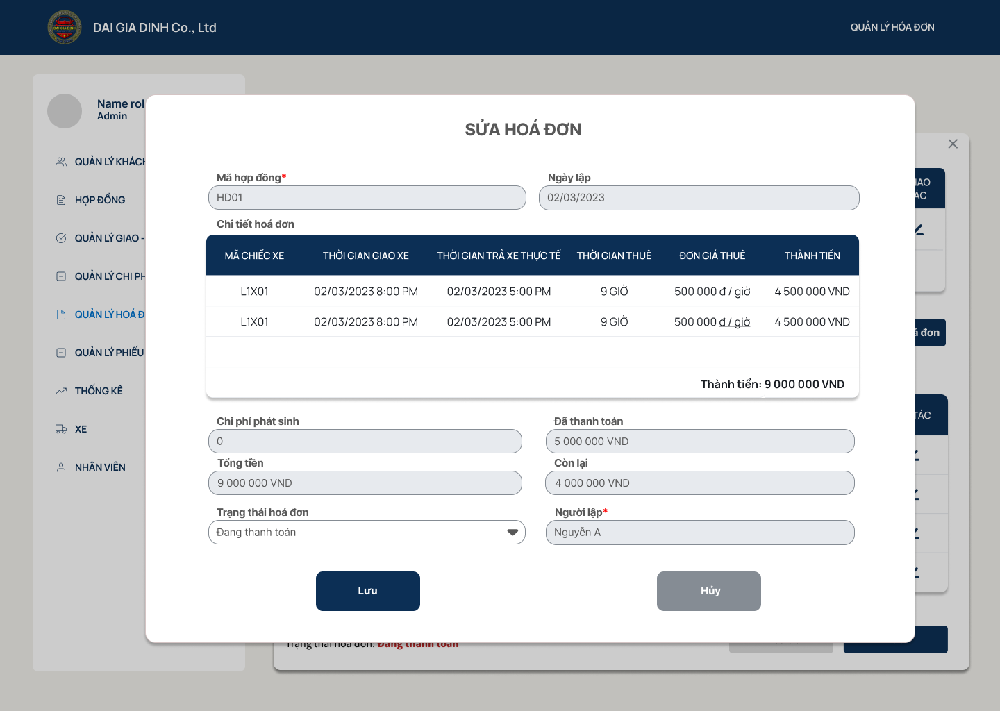 DAI GIA DINH
DAI GIA DINH Co., Ltd
QUẢN LÝ HÓA ĐƠN
Name rol
Admin
QUẢN LÝ KHÁCH
HỢP ĐỒNG
QUẢN LÝ GIAO -
QUẢN LÝ CHI PH
QUẢN LÝ HOÁ Đ
QUẢN LÝ PHIẾU
THỐNG KÊ
XE
NHÂN VIÊN
SỬA HOÁ ĐƠN
Mã hợp đồng*
Ngày lập
HD01
02/03/2023
Chi tiết hoá đơn
MÃ CHIẾC XE THỜI GIAN GIAO XE THỜI GIAN TRẢ XE THỰC TẾ THỜI GIAN THUÊ ĐƠN GIÁ THUÊ THÀNH TIỀN
L1X01 02/03/2023 8:00 PM 02/03/2023 5:00 PM 9 GIỜ 500 000 đ / giờ 4 500 000 VND
L1X01 02/03/2023 8:00 PM 02/03/2023 5:00 PM 9 GIỜ 500 000 đ / giờ 4 500 000 VND
Thành tiền: 9 000 000 VND
Chi phí phát sinh
Đã thanh toán
0
5 000 000 VND
Tổng tiền
Còn lại
9 000 000 VND
4 000 000 VND
Trạng thái hoá đơn
Người lập*
Đang thanh toán
Nguyễn A
Lưu
Hủy
IAO
ÁC
á đơn
TÁC
Trạng thái hoá đơn: Đang thanh toán